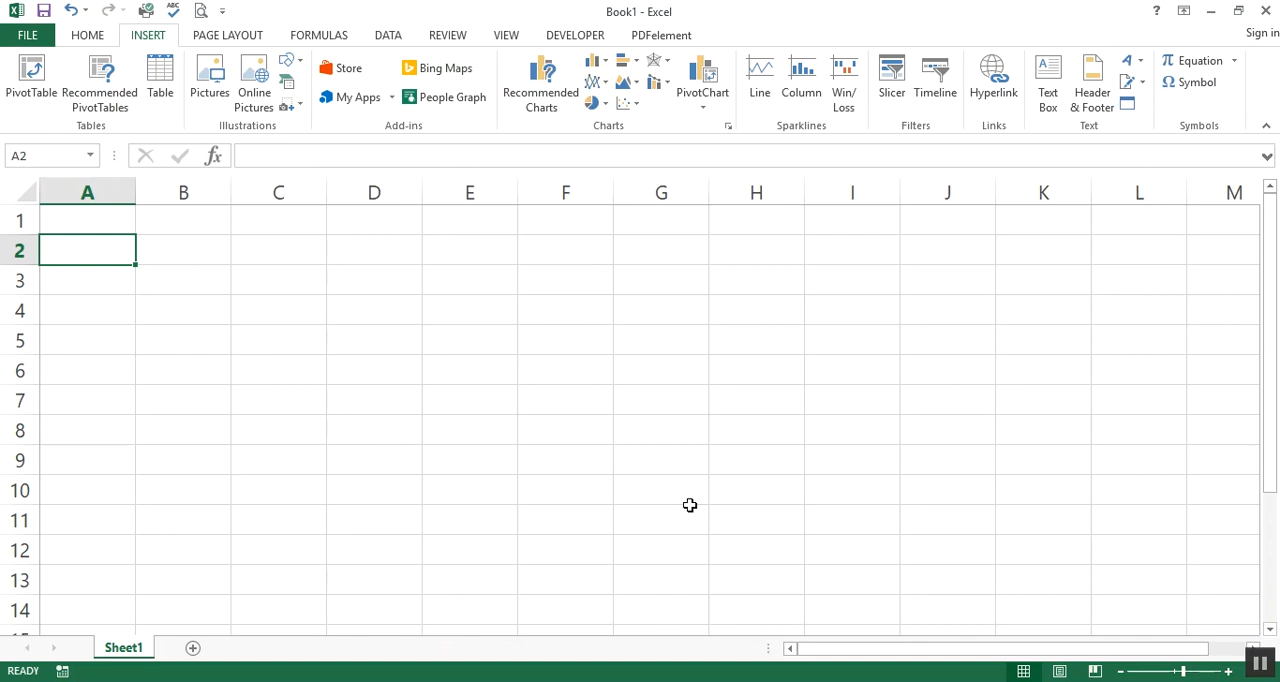 ABC
Book1 - Excel
?
FILE HOME INSERT PAGE LAYOUT FORMULAS DATA REVIEW VIEW DEVELOPER PDFelement Sign in
PivotTable
Recommended
PivotTables
Table
Tables
Pictures
Online
Pictures
Illustrations
Store
My Apps
Bing Maps
People Graph
Add-ins
Recommended
Charts
PivotChart
Charts
Line
Column
Win/
Loss
Sparklines
Slicer
Timeline
Filters
Hyperlink
Links
Text
Box
Header
& Footer
Text
π Equation
Ω Symbol
Symbols
A2
fx
A B C D E F G H I J K L M
1
2
3
4
5
6
7
8
9
10
11
12
13
14
Sheet1
READY